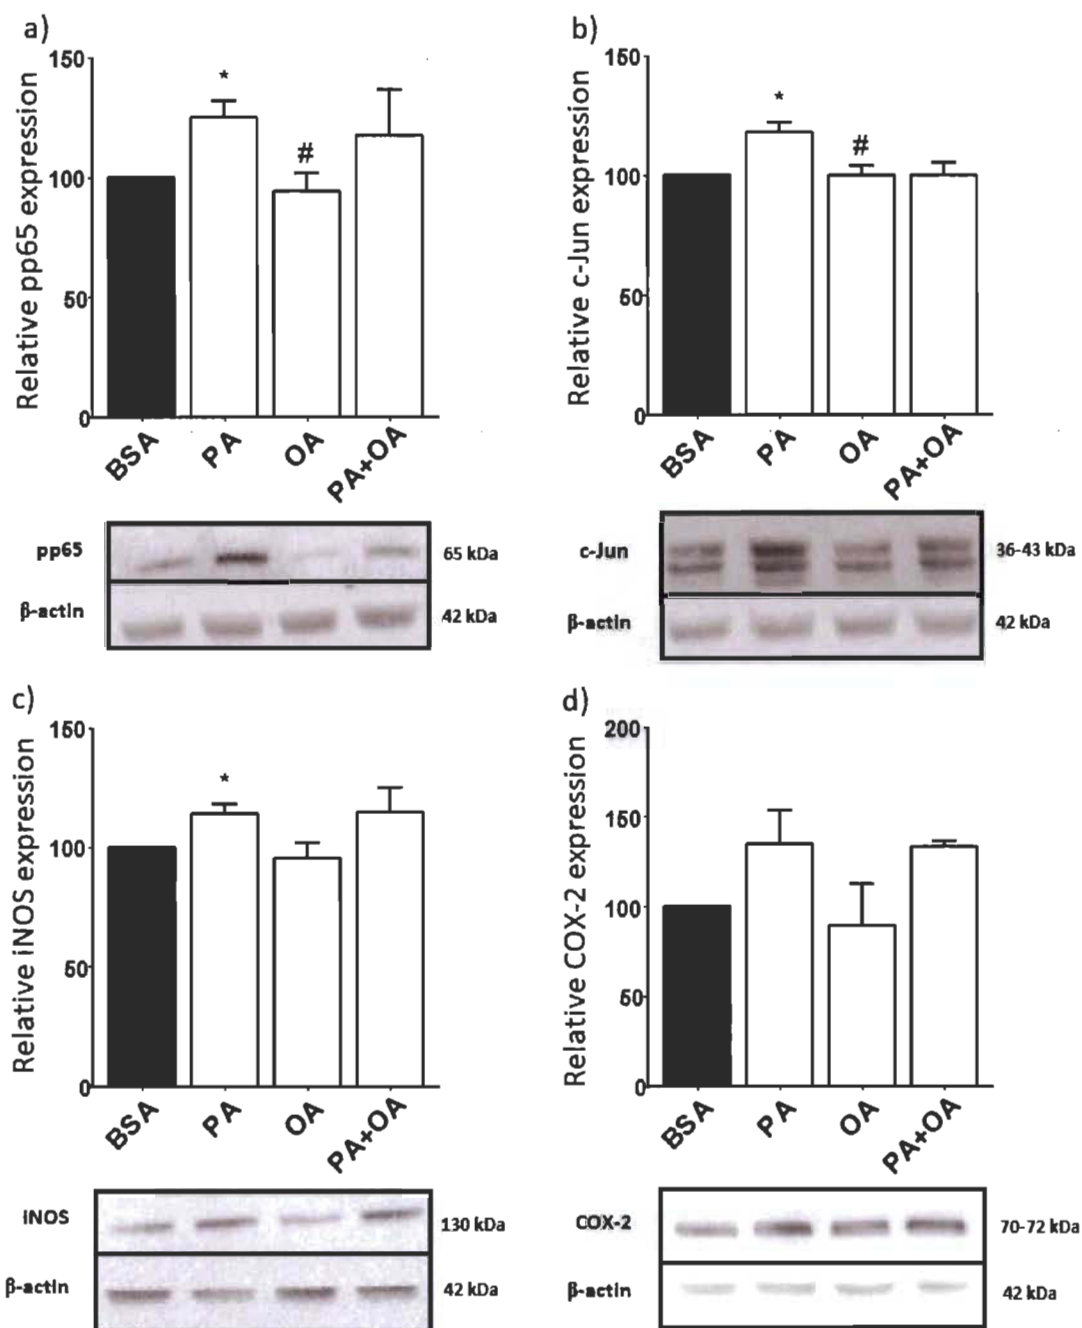 a)
Relative pp65 expression
150
100
50
0
*
#
BSA
PA
OA
PA+OA
pp65
65 kDa
β-actin
42 kDa
b)
Relative c-Jun expression
150
100
50
0
*
#
BSA
PA
OA
PA+OA
c-Jun
36-43 kDa
β-actin
42 kDa
c)
Relative iNOS expression
150
100
50
0
*
BSA
PA
OA
PA+OA
iNOS
130 kDa
β-actin
42 kDa
d)
Relative COX-2 expression
200
150
100
50
0
BSA
PA
OA
PA+OA
COX-2
70-72 kDa
β-actin
42 kDa